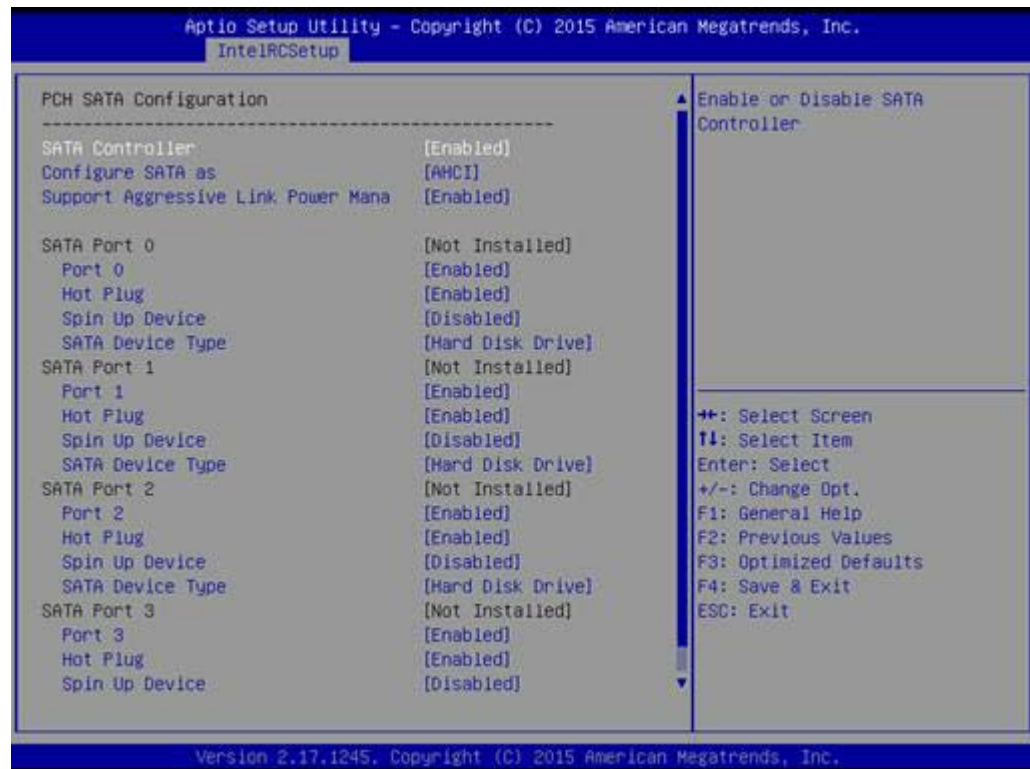 Aptio Setup Utility - Copyright (C) 2015 American Megatrends, Inc.
IntelRCSetup
PCH SATA Configuration
----------------------------------------------------
SATA Controller [Enabled]
Configure SATA as [AHCI]
Support Aggressive Link Power Mana [Enabled]
SATA Port 0 [Not Installed]
Port 0 [Enabled]
Hot Plug [Enabled]
Spin Up Device [Disabled]
SATA Device Type [Hard Disk Drive]
SATA Port 1 [Not Installed]
Port 1 [Enabled]
Hot Plug [Enabled]
Spin Up Device [Disabled]
SATA Device Type [Hard Disk Drive]
SATA Port 2 [Not Installed]
Port 2 [Enabled]
Hot Plug [Enabled]
Spin Up Device [Disabled]
SATA Device Type [Hard Disk Drive]
SATA Port 3 [Not Installed]
Port 3 [Enabled]
Hot Plug [Enabled]
Spin Up Device [Disabled]
Enable or Disable SATA
Controller
→←: Select Screen
↑↓: Select Item
Enter: Select
+/-: Change Opt.
F1: General Help
F2: Previous Values
F3: Optimized Defaults
F4: Save & Exit
ESC: Exit
Version 2.17.1245. Copyright (C) 2015 American Megatrends, Inc.